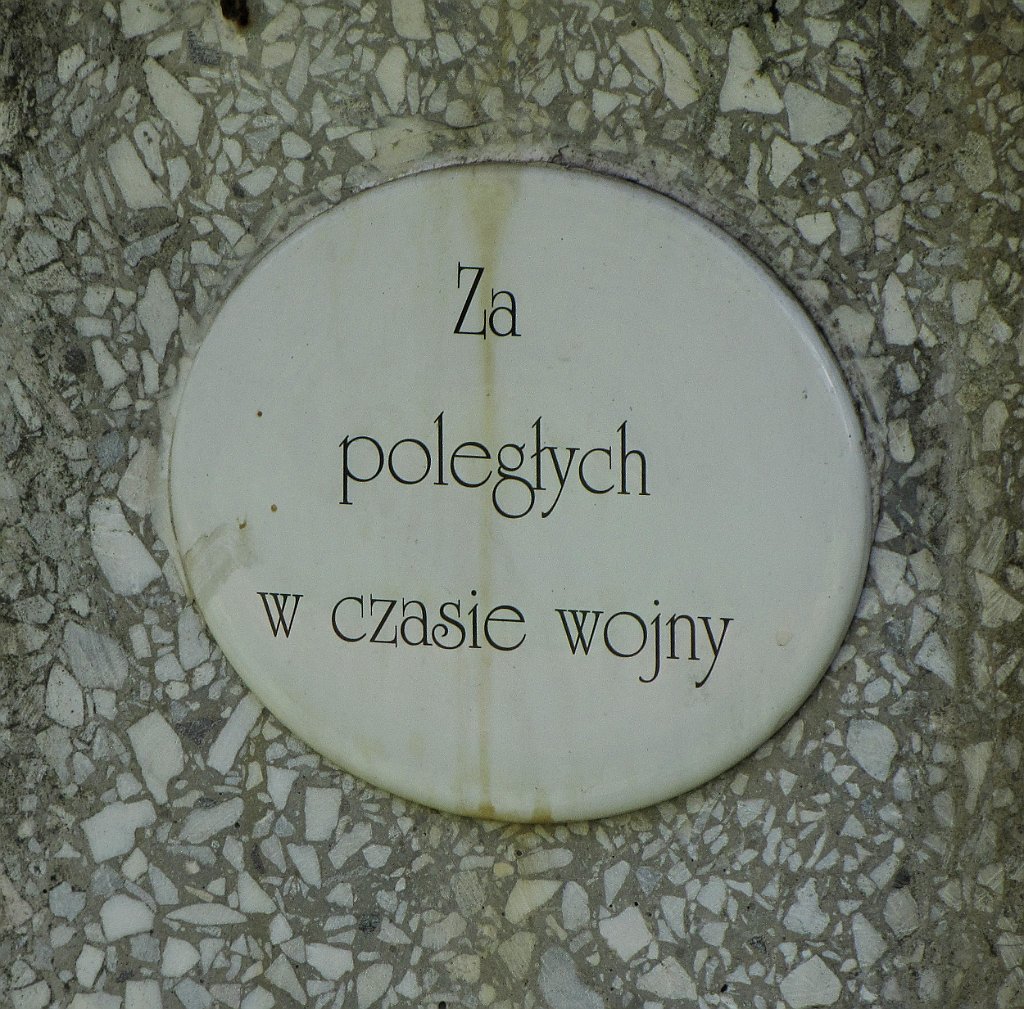 Za
poległych
w czasie wojny